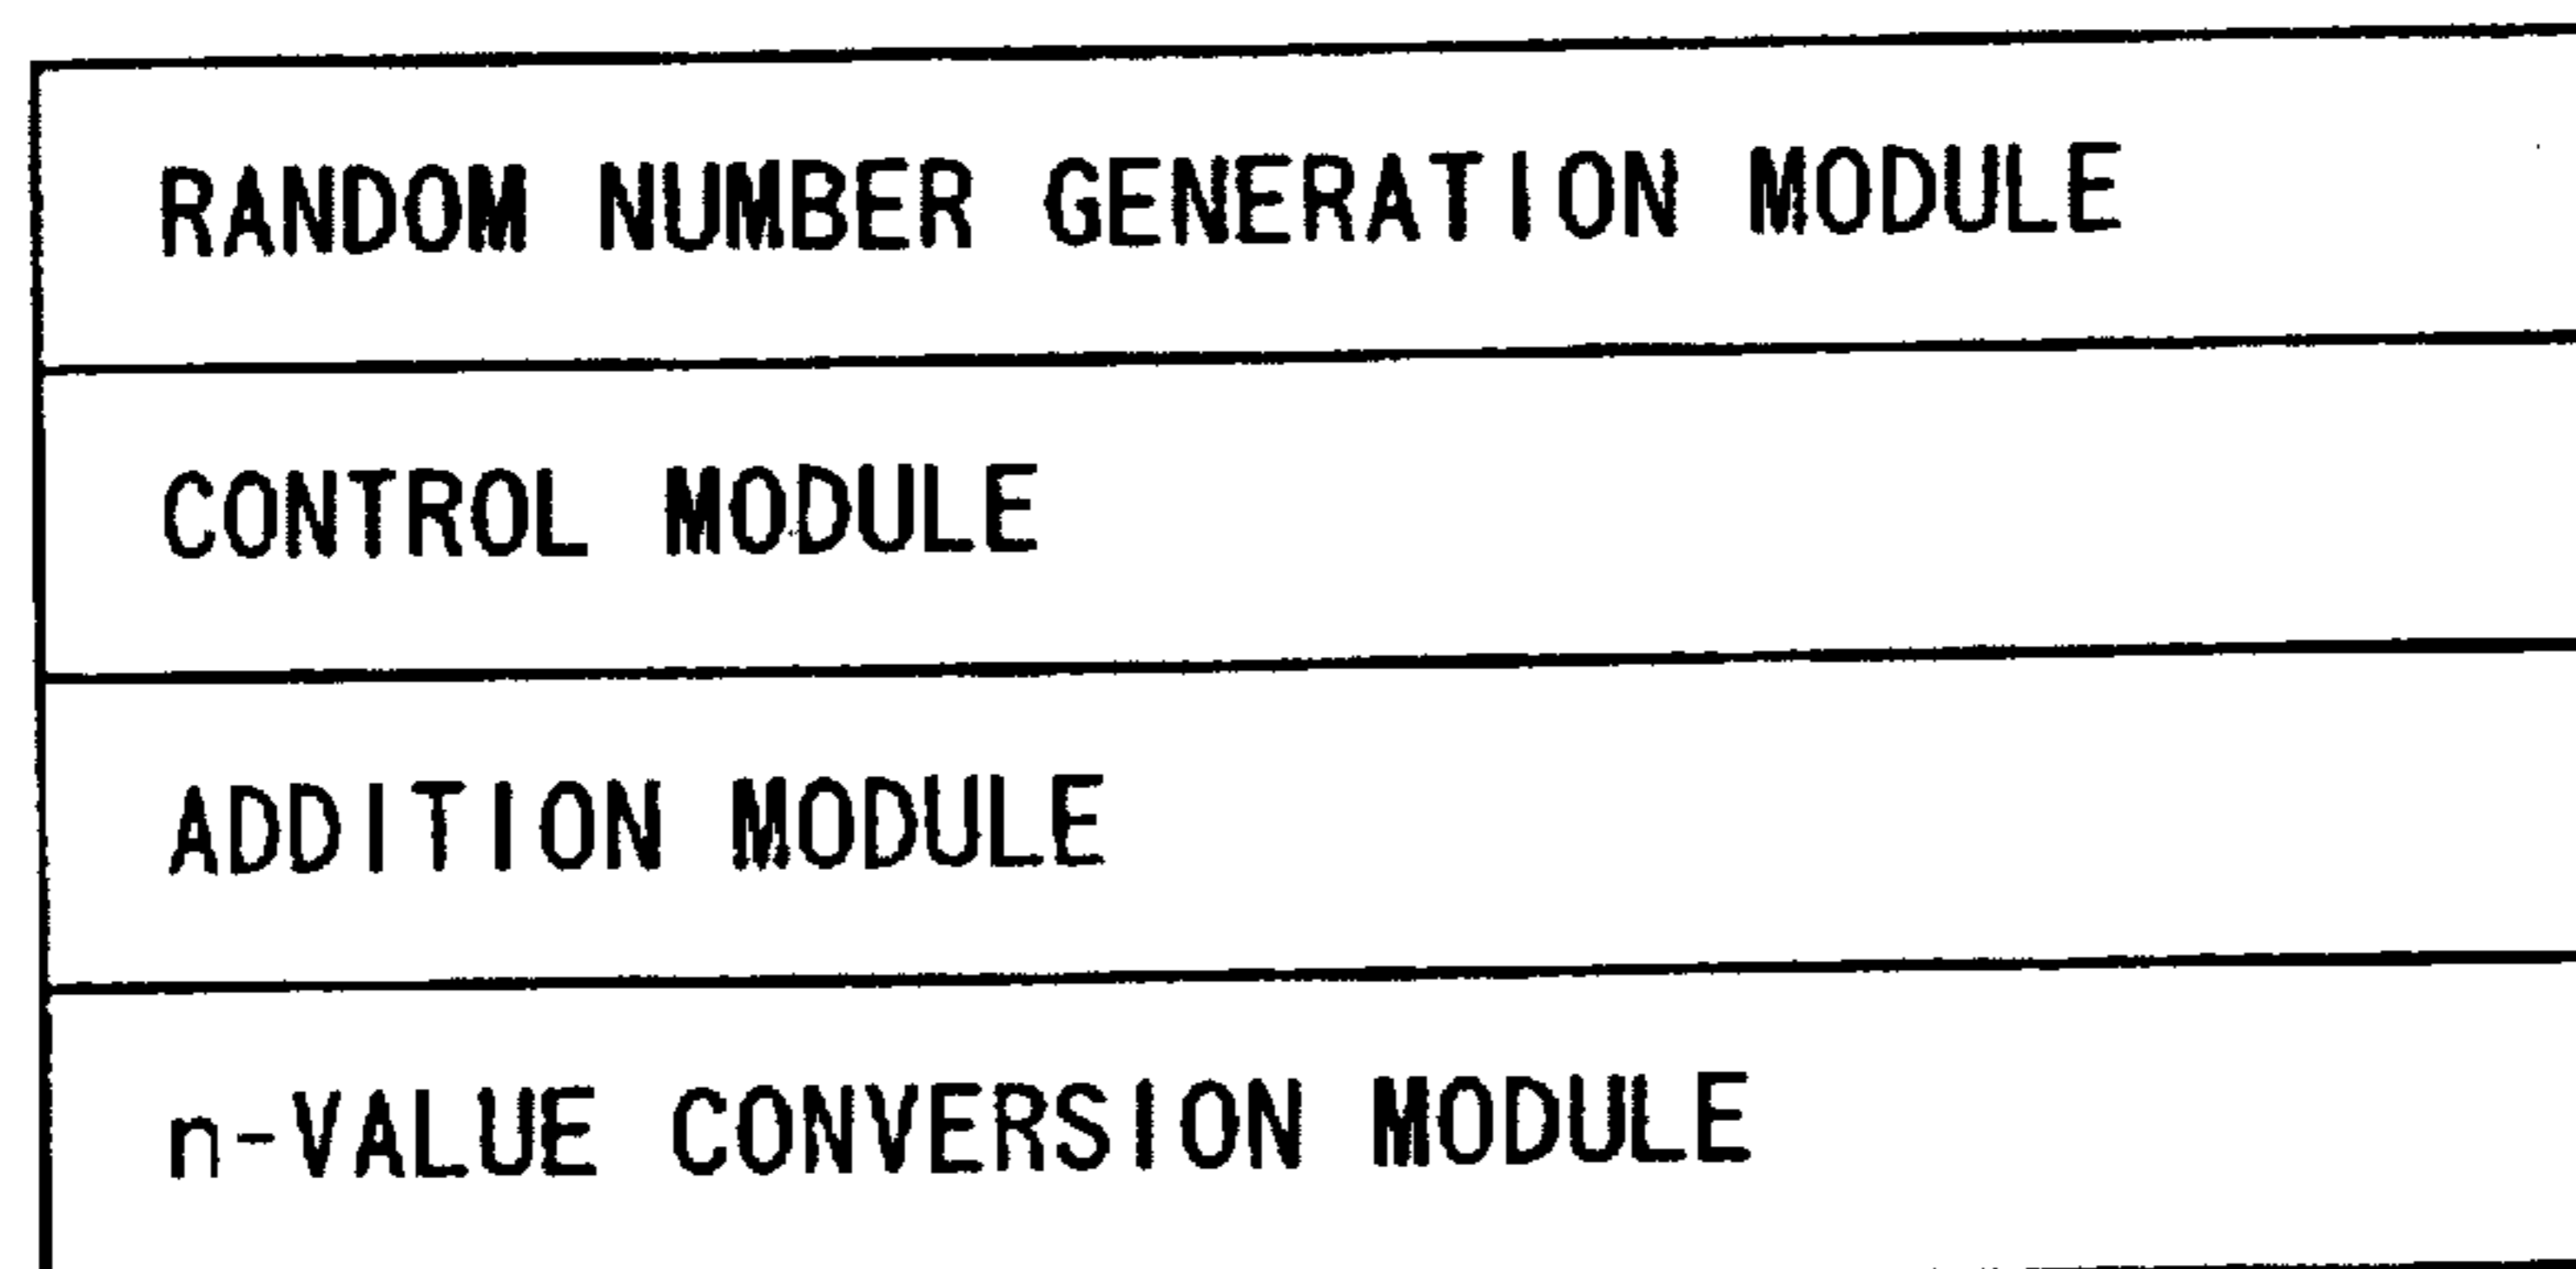 RANDOM NUMBER GENERATION MODULE
CONTROL MODULE
ADDITION MODULE
n-VALUE CONVERSION MODULE